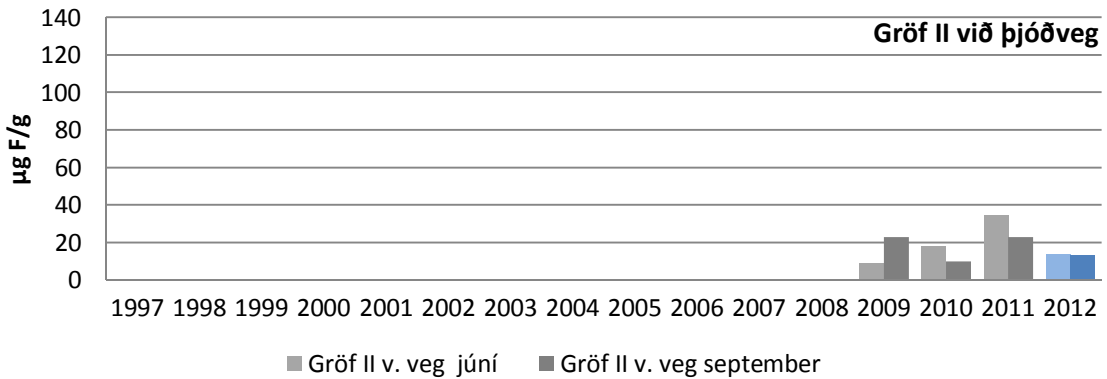 Gröf II við þjóðveg
µg F/g
140
120
100
80
60
40
20
0
1997 1998 1999 2000 2001 2002 2003 2004 2005 2006 2007 2008 2009 2010 2011 2012
Gröf II v. veg júní Gröf II v. veg september